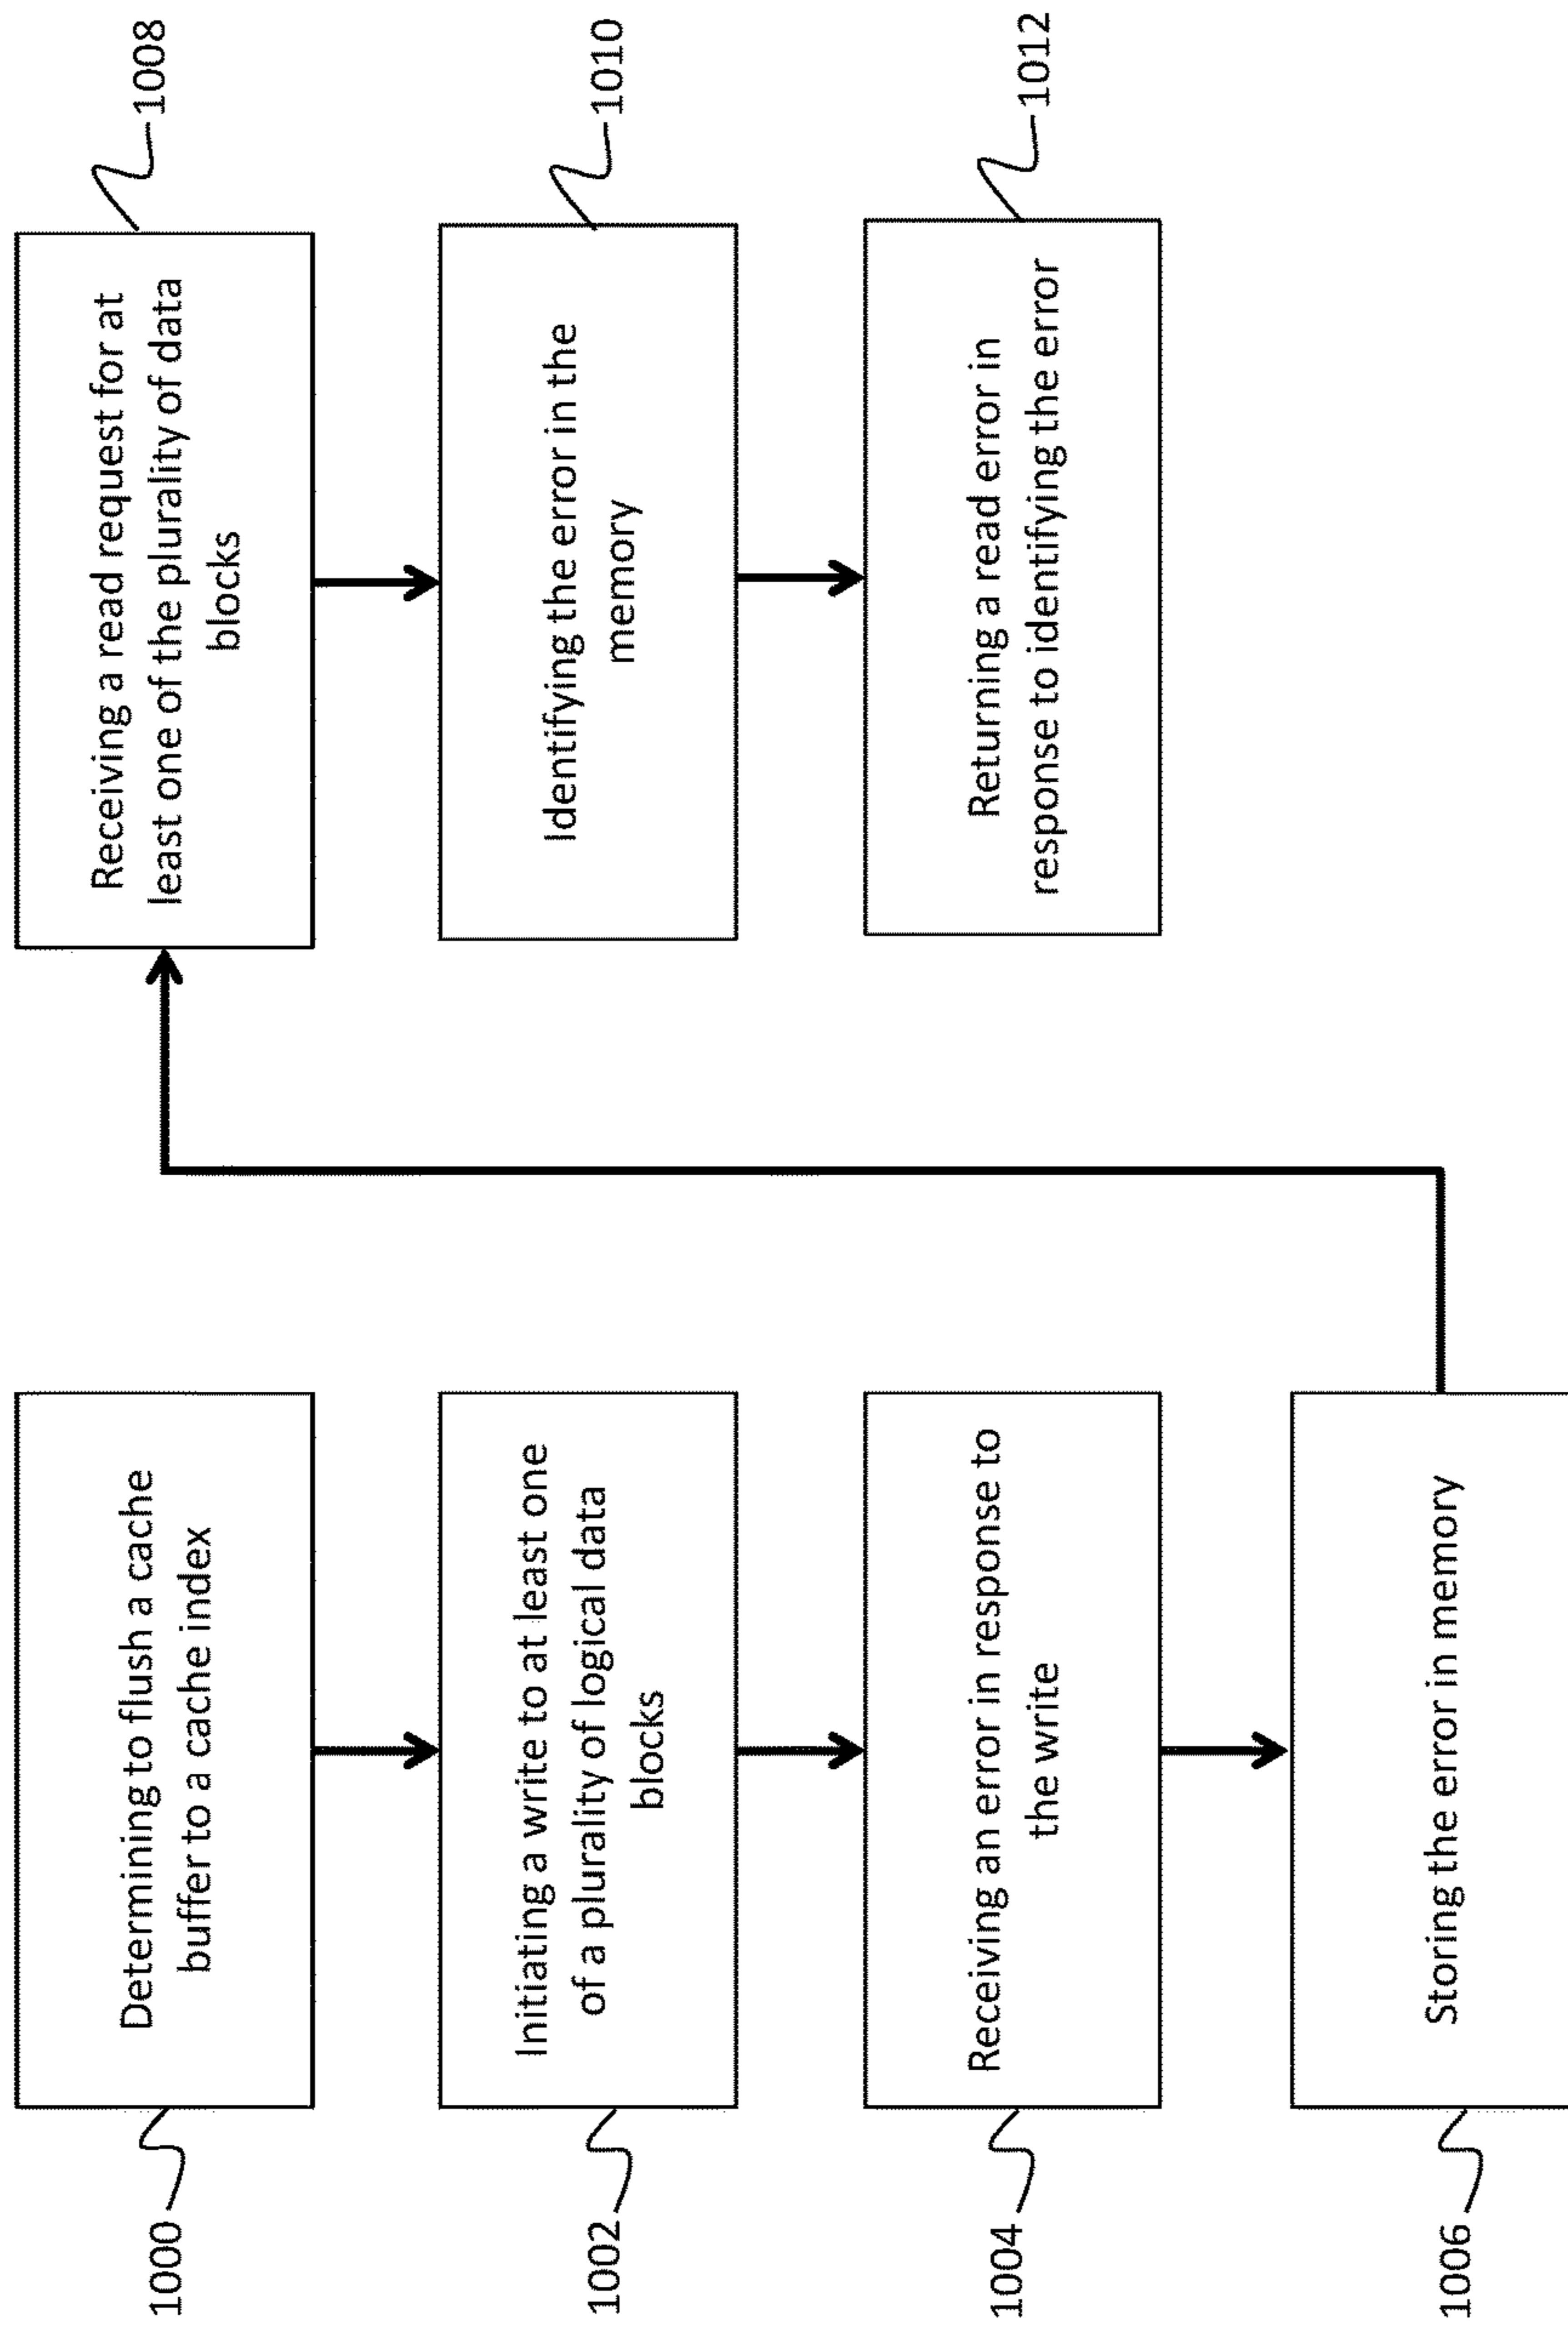 1000
Determining to flush a cache
buffer to a cache index
1002
Initiating a write to at least one
of a plurality of logical data
blocks
1004
Receiving an error in response to
the write
1006
Storing the error in memory
1008
Receiving a read request for at
least one of the plurality of data
blocks
1010
Identifying the error in the
memory
1012
Returning a read error in
response to identifying the error